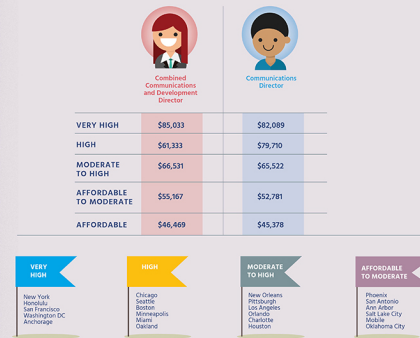 Combined
Communications
and Development
Director
Communications
Director
VERY HIGH $85,033 $82,089
HIGH $61,333 $79,710
MODERATE
TO HIGH $66,531 $65,522
AFFORDABLE
TO MODERATE $55,167 $52,781
AFFORDABLE $46,469 $45,378
VERY
HIGH
New York
Honolulu
San Francisco
Washington DC
Anchorage
HIGH
Chicago
Seattle
Boston
Minneapolis
Miami
Oakland
MODERATE
TO HIGH
New Orleans
Pittsburgh
Los Angeles
Orlando
Charlotte
Houston
AFFORDABLE
TO MODERATE
Phoenix
San Antonio
Ann Arbor
Salt Lake City
Mobile
Oklahoma City